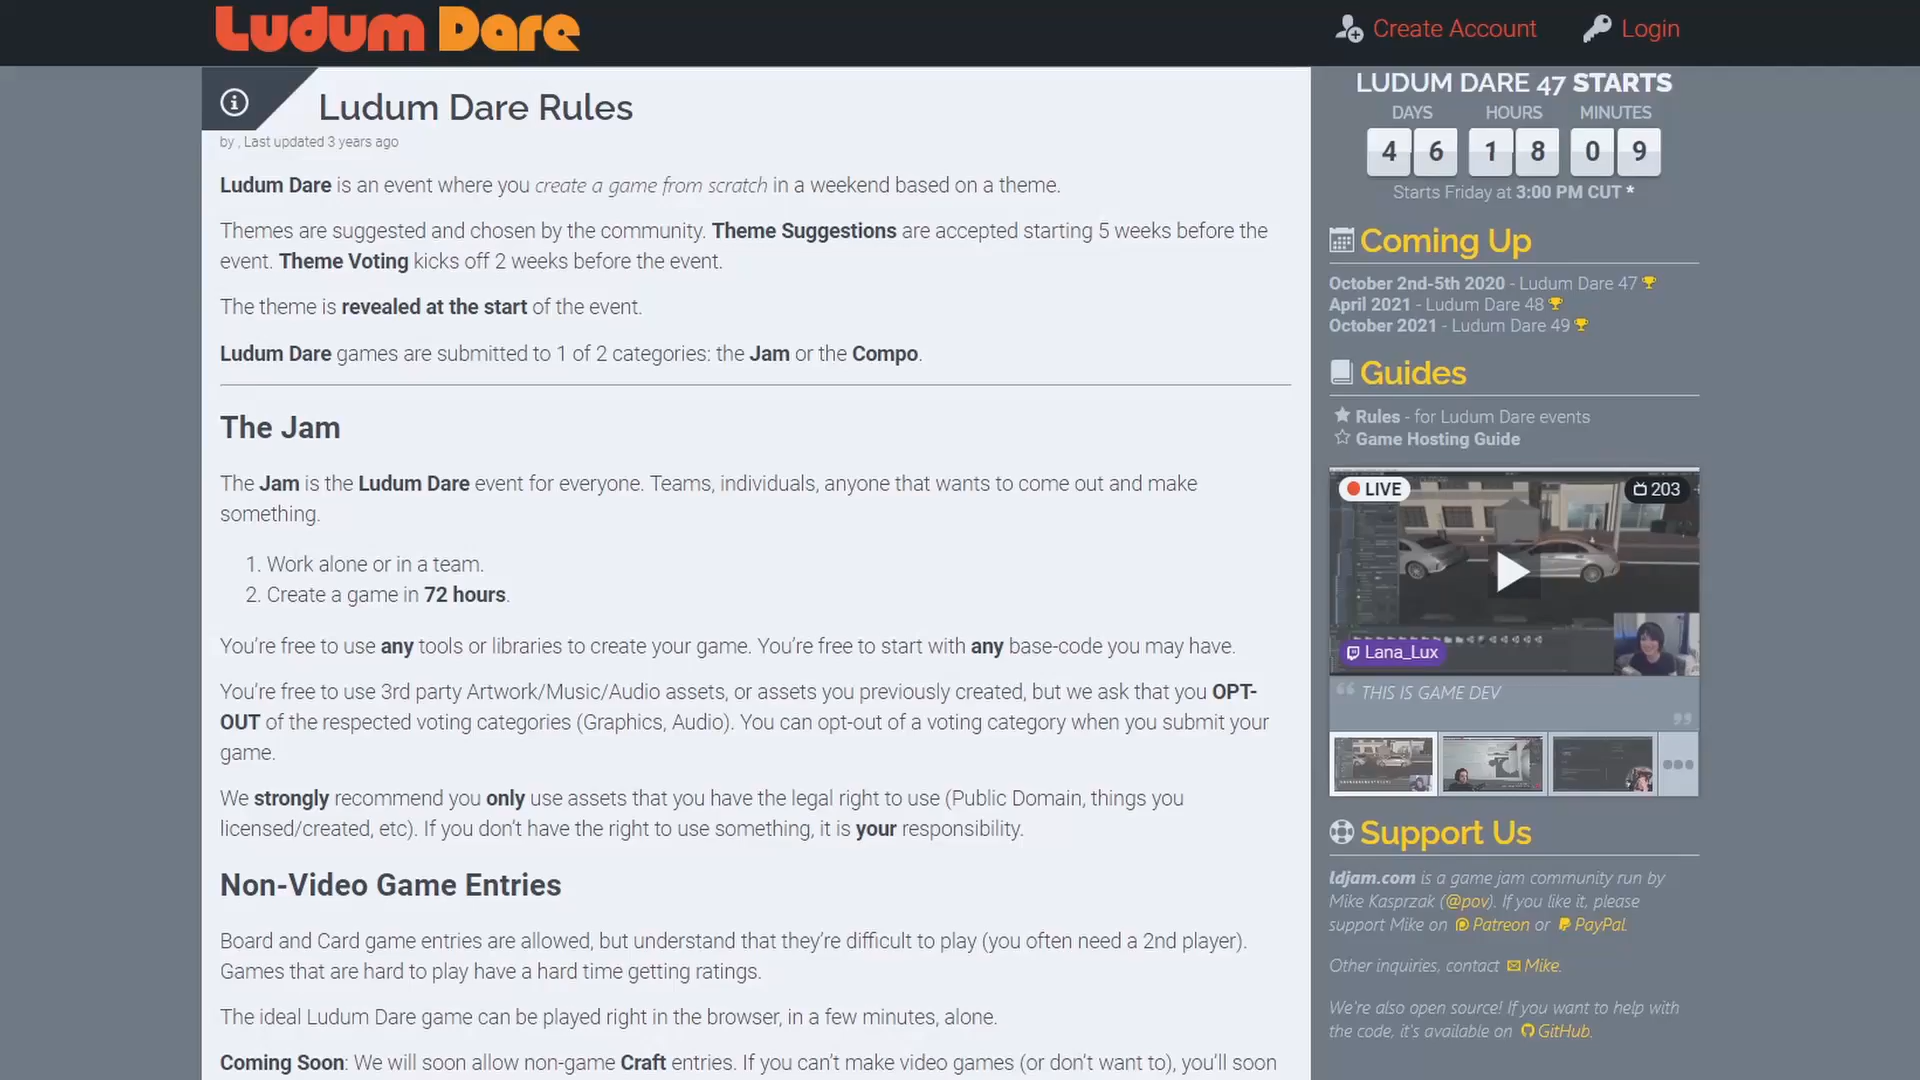 Ludum Dare
Create Account
Login
Ludum Dare Rules
by , Last updated 3 years ago
Ludum Dare is an event where you create a game from scratch in a weekend based on a theme.
Themes are suggested and chosen by the community. Theme Suggestions are accepted starting 5 weeks before the
event. Theme Voting kicks off 2 weeks before the event.
The theme is revealed at the start of the event.
Ludum Dare games are submitted to 1 of 2 categories: the Jam or the Compo.
The Jam
The Jam is the Ludum Dare event for everyone. Teams, individuals, anyone that wants to come out and make
something.
1. Work alone or in a team.
2. Create a game in 72 hours.
You’re free to use any tools or libraries to create your game. You’re free to start with any base-code you may have.
You’re free to use 3rd party Artwork/Music/Audio assets, or assets you previously created, but we ask that you OPT-
OUT of the respected voting categories (Graphics, Audio). You can opt-out of a voting category when you submit your
game.
We strongly recommend you only use assets that you have the legal right to use (Public Domain, things you
licensed/created, etc). If you don’t have the right to use something, it is your responsibility.
Non-Video Game Entries
Board and Card game entries are allowed, but understand that they’re difficult to play (you often need a 2nd player).
Games that are hard to play have a hard time getting ratings.
The ideal Ludum Dare game can be played right in the browser, in a few minutes, alone.
Coming Soon: We will soon allow non-game Craft entries. If you can’t make video games (or don’t want to), you’ll soon
LUDUM DARE 47 STARTS
DAYS HOURS MINUTES
4 6 1 8 0 9
Starts Friday at 3:00 PM CUT *
Coming Up
October 2nd-5th 2020 - Ludum Dare 47
April 2021 - Ludum Dare 48
October 2021 - Ludum Dare 49
Guides
Rules - for Ludum Dare events
Game Hosting Guide
LIVE
203
Lana_Lux
“ THIS IS GAME DEV
”
Support Us
ldjam.com is a game jam community run by
Mike Kasprzak (@pov). If you like it, please
support Mike on Patreon or PayPal.
Other inquiries, contact Mike.
We're also open source! If you want to help with
the code, it's available on GitHub.